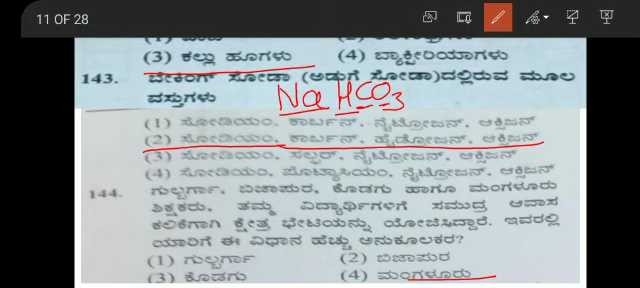 11 OF 28
(3) ಕಲ್ಲು ಹೂಗಳು (4) ಬ್ಯಾಕ್ಟೀರಿಯಾಗಳು
143. ಬೇಕಿಂಗ್ ಸೋಡಾ (ಅಡುಗೆ ಸೋಡಾ)ದಲ್ಲಿರುವ ಮೂಲ
ವಸ್ತುಗಳು
NaHCO3
(1) ಸೋಡಿಯಂ, ಕಾರ್ಬನ್, ನೈಟ್ರೋಜನ್, ಆಕ್ಸಿಜನ್
(2) ಸೋಡಿಯಂ, ಕಾರ್ಬನ್, ಹೈಡ್ರೋಜನ್, ಆಕ್ಸಿಜನ್
(3) ಸೋಡಿಯಂ, ಸಲ್ಫರ್, ನೈಟ್ರೋಜನ್, ಆಕ್ಸಿಜನ್
(4) ಸೋಡಿಯಂ, ಪೊಟ್ಯಾಸಿಯಂ, ನೈಟ್ರೋಜನ್, ಆಕ್ಸಿಜನ್
144. ಗುಲ್ಬರ್ಗಾ, ಬಿಜಾಪುರ, ಕೊಡಗು ಹಾಗೂ ಮಂಗಳೂರು
ಶಿಕ್ಷಕರು, ತಮ್ಮ ವಿದ್ಯಾರ್ಥಿಗಳಿಗೆ ಸಮುದ್ರ ಆವಾಸ
ಕಲಿಕೆಗಾಗಿ ಕ್ಷೇತ್ರ ಭೇಟಿಯನ್ನು ಯೋಚಿಸಿದ್ದಾರೆ. ಇವರಲ್ಲಿ
ಯಾರಿಗೆ ಈ ವಿಧಾನ ಹೆಚ್ಚು ಅನುಕೂಲಕರ?
(1) ಗುಲ್ಬರ್ಗಾ (2) ಬಿಜಾಪುರ
(3) ಕೊಡಗು (4) ಮಂಗಳೂರು